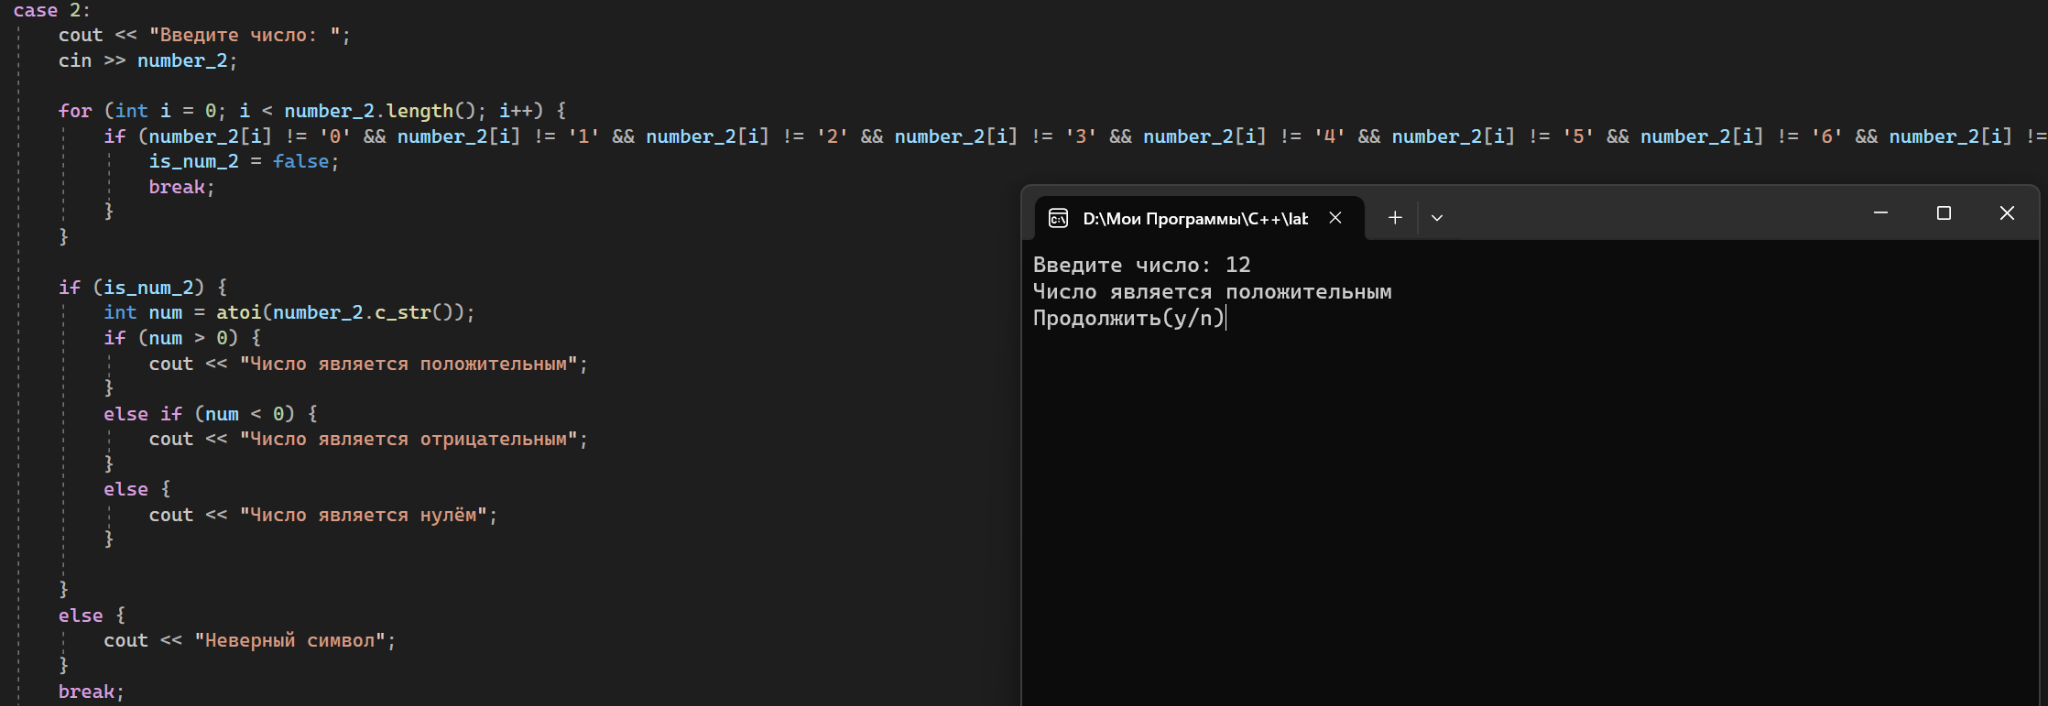 case 2:
cout << "Введите число: ";
cin >> number_2;
for (int i = 0; i < number_2.length(); i++) {
if (number_2[i] != '0' && number_2[i] != '1' && number_2[i] != '2' && number_2[i] != '3' && number_2[i] != '4' && number_2[i] != '5' && number_2[i] != '6' && number_2[i] !=
is_num_2 = false;
break;
}
}
if (is_num_2) {
int num = atoi(number_2.c_str());
if (num > 0) {
cout << "Число является положительным";
}
else if (num < 0) {
cout << "Число является отрицательным";
}
else {
cout << "Число является нулём";
}
}
else {
cout << "Неверный символ";
}
break;
D:\Мои Программы\C++\lab
Введите число: 12
Число является положительным
Продолжить(y/n)